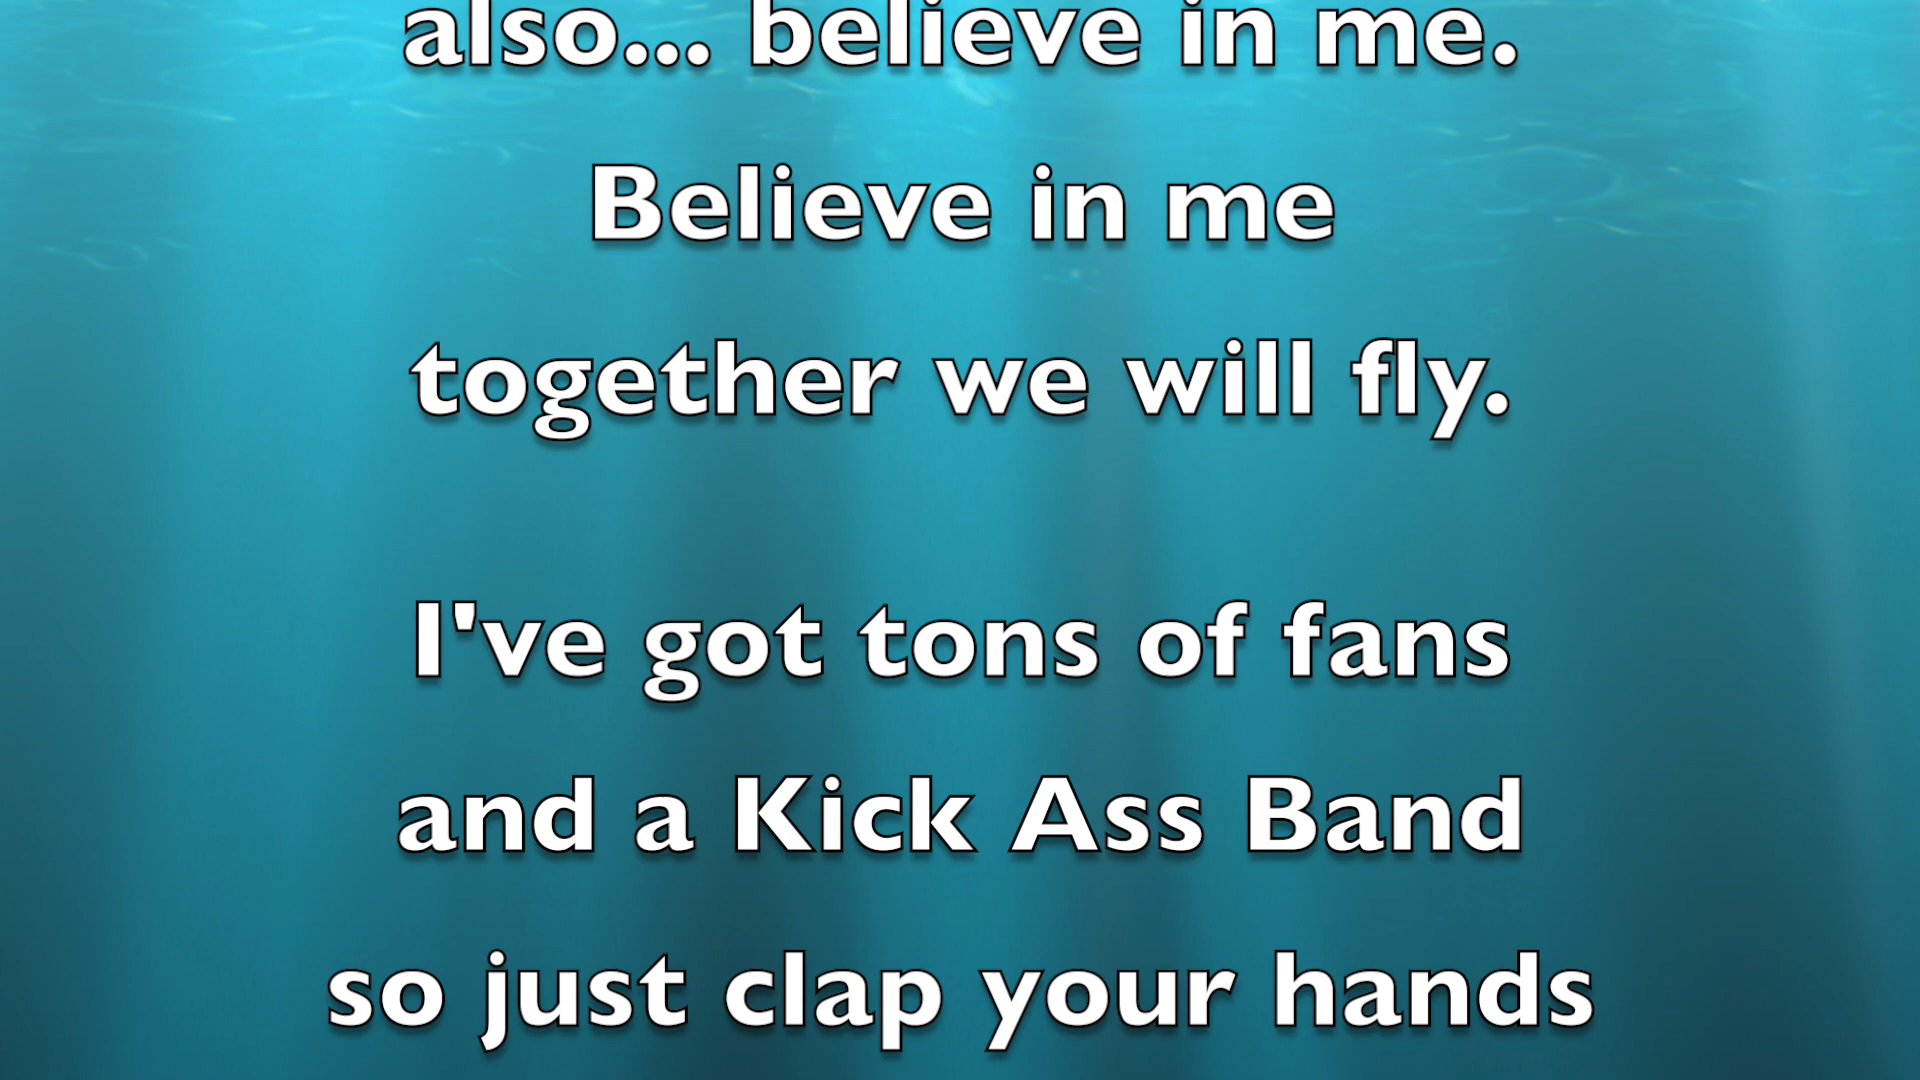 also... believe in me.
Believe in me
together we will fly.
I've got tons of fans
and a Kick Ass Band
so just clap your hands